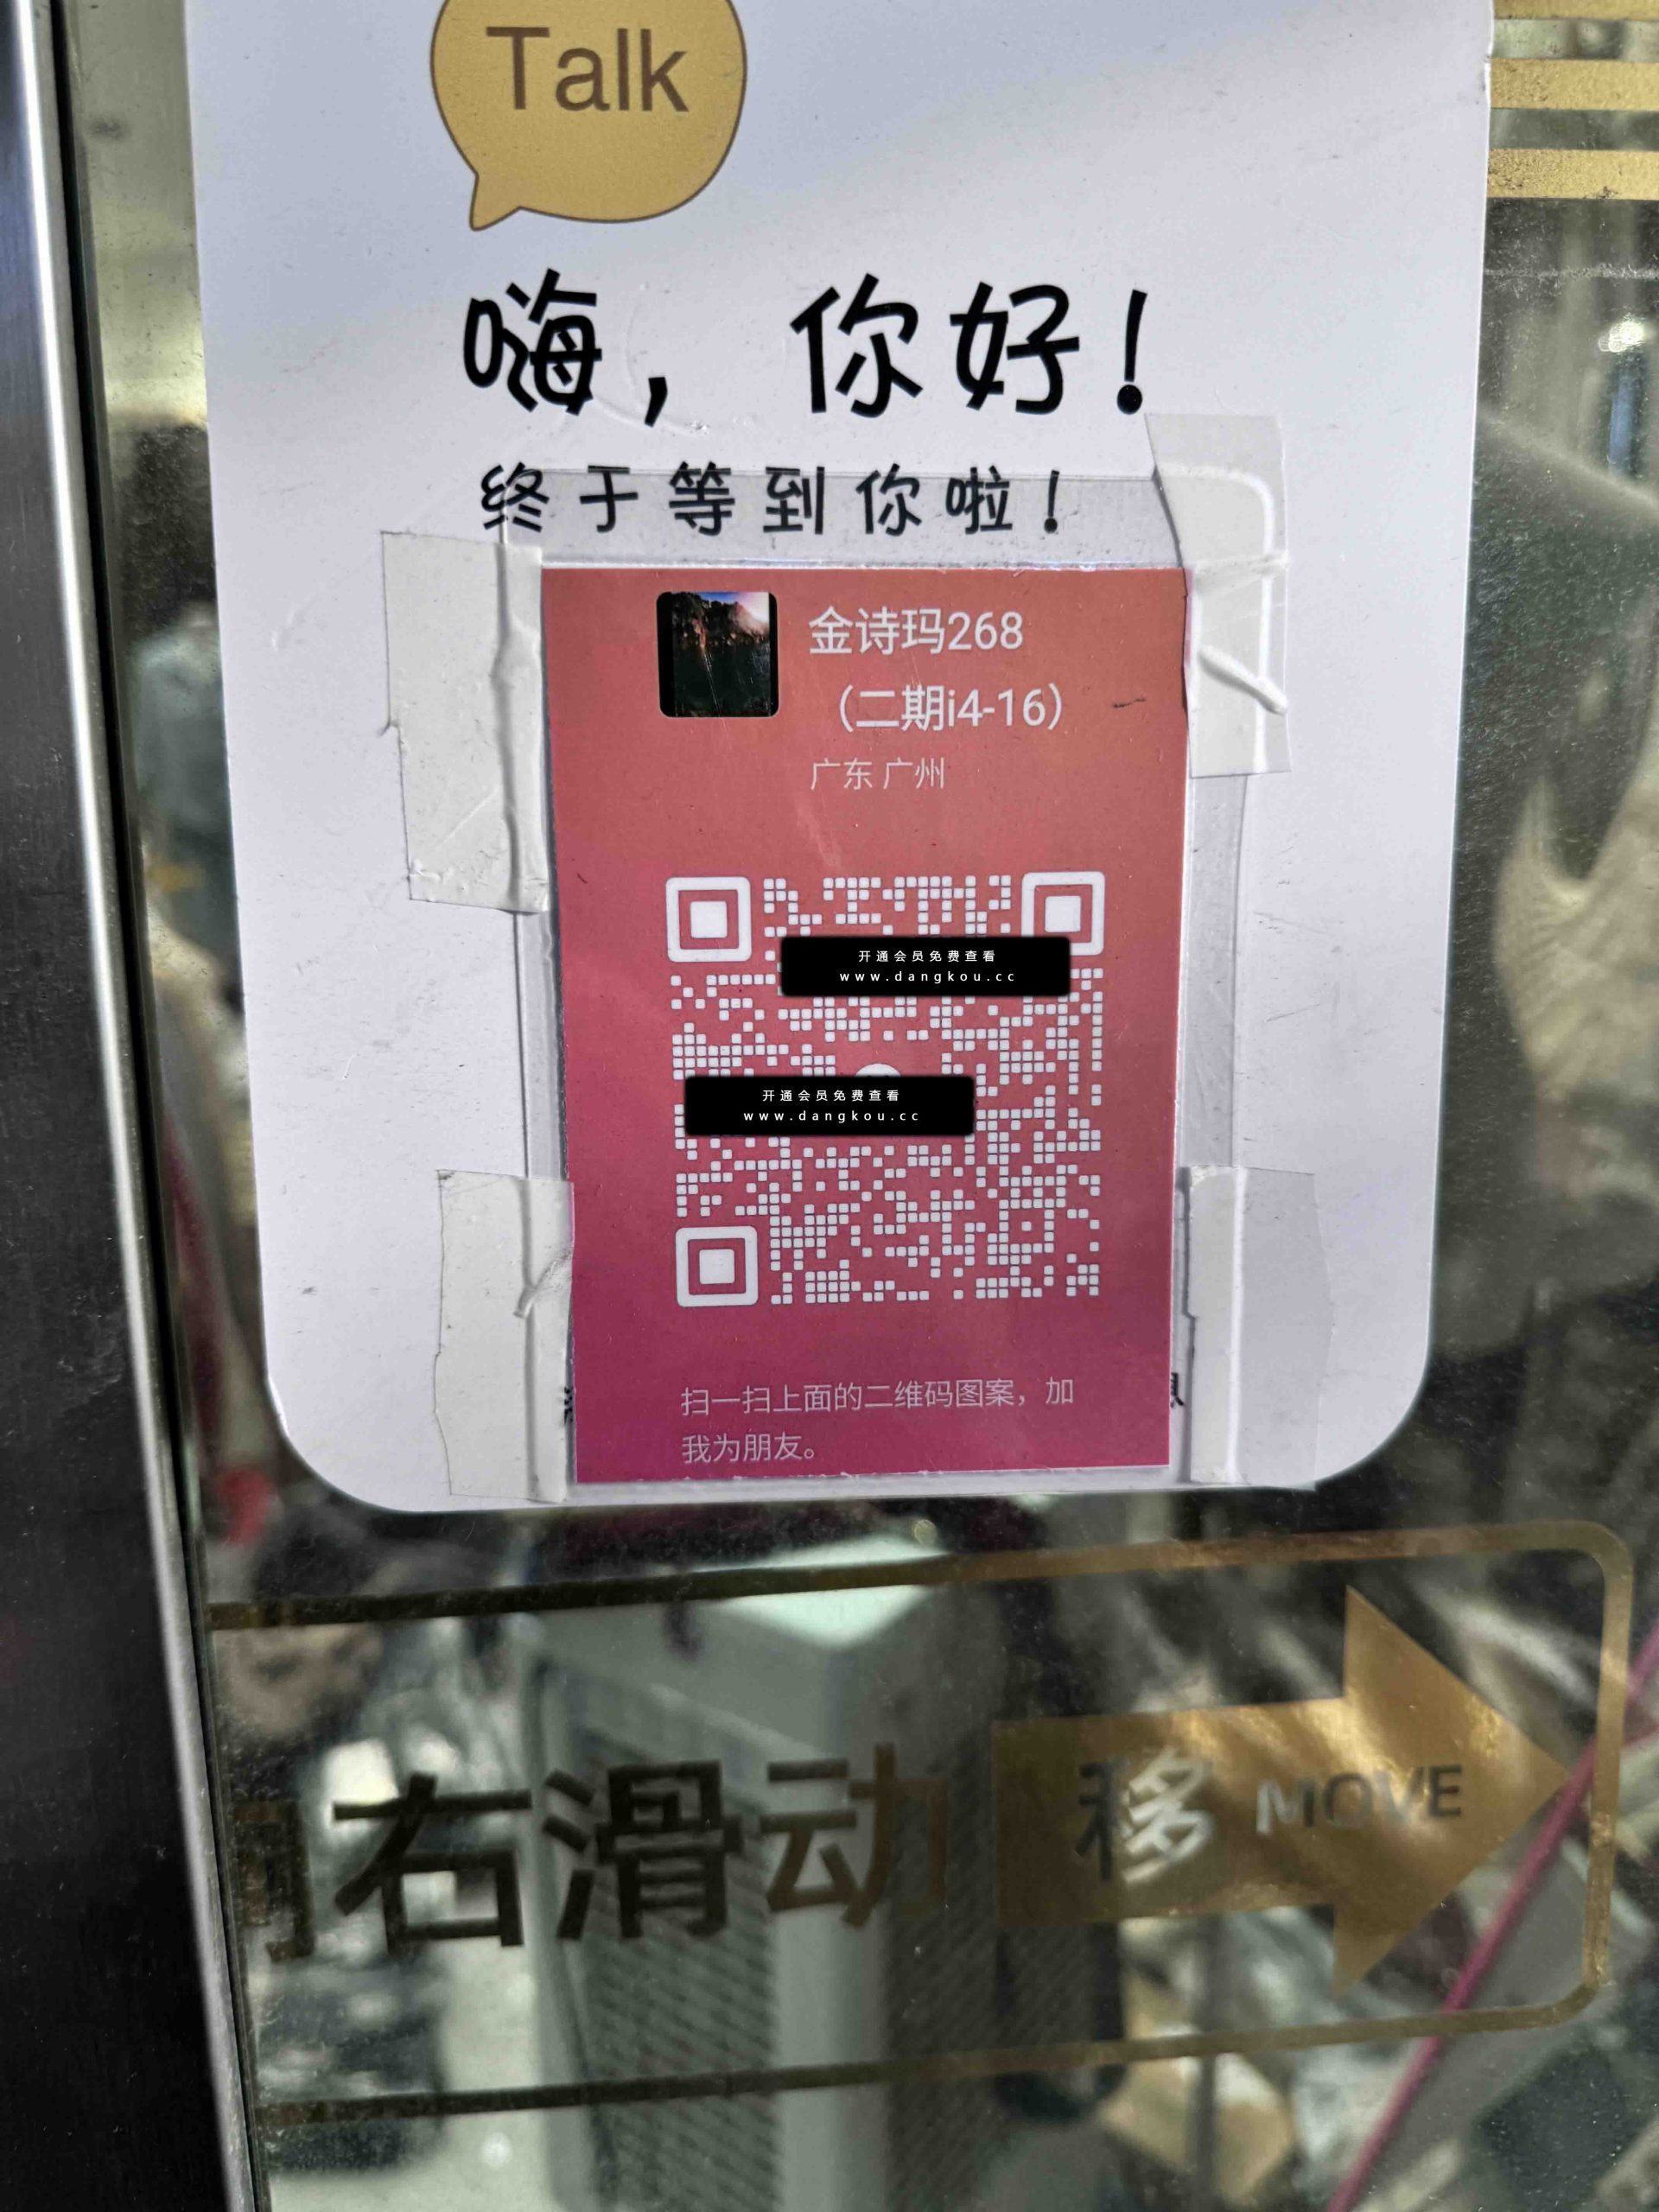 Talk
嗨，你好！
终于等到你啦！
金诗玛268
（二期i4-16）
广东 广州
开通会员免费查看
www.dangkou.cc
开通会员免费查看
www.dangkou.cc
扫一扫上面的二维码图案，加
我为朋友。
向右滑动
移 MOVE